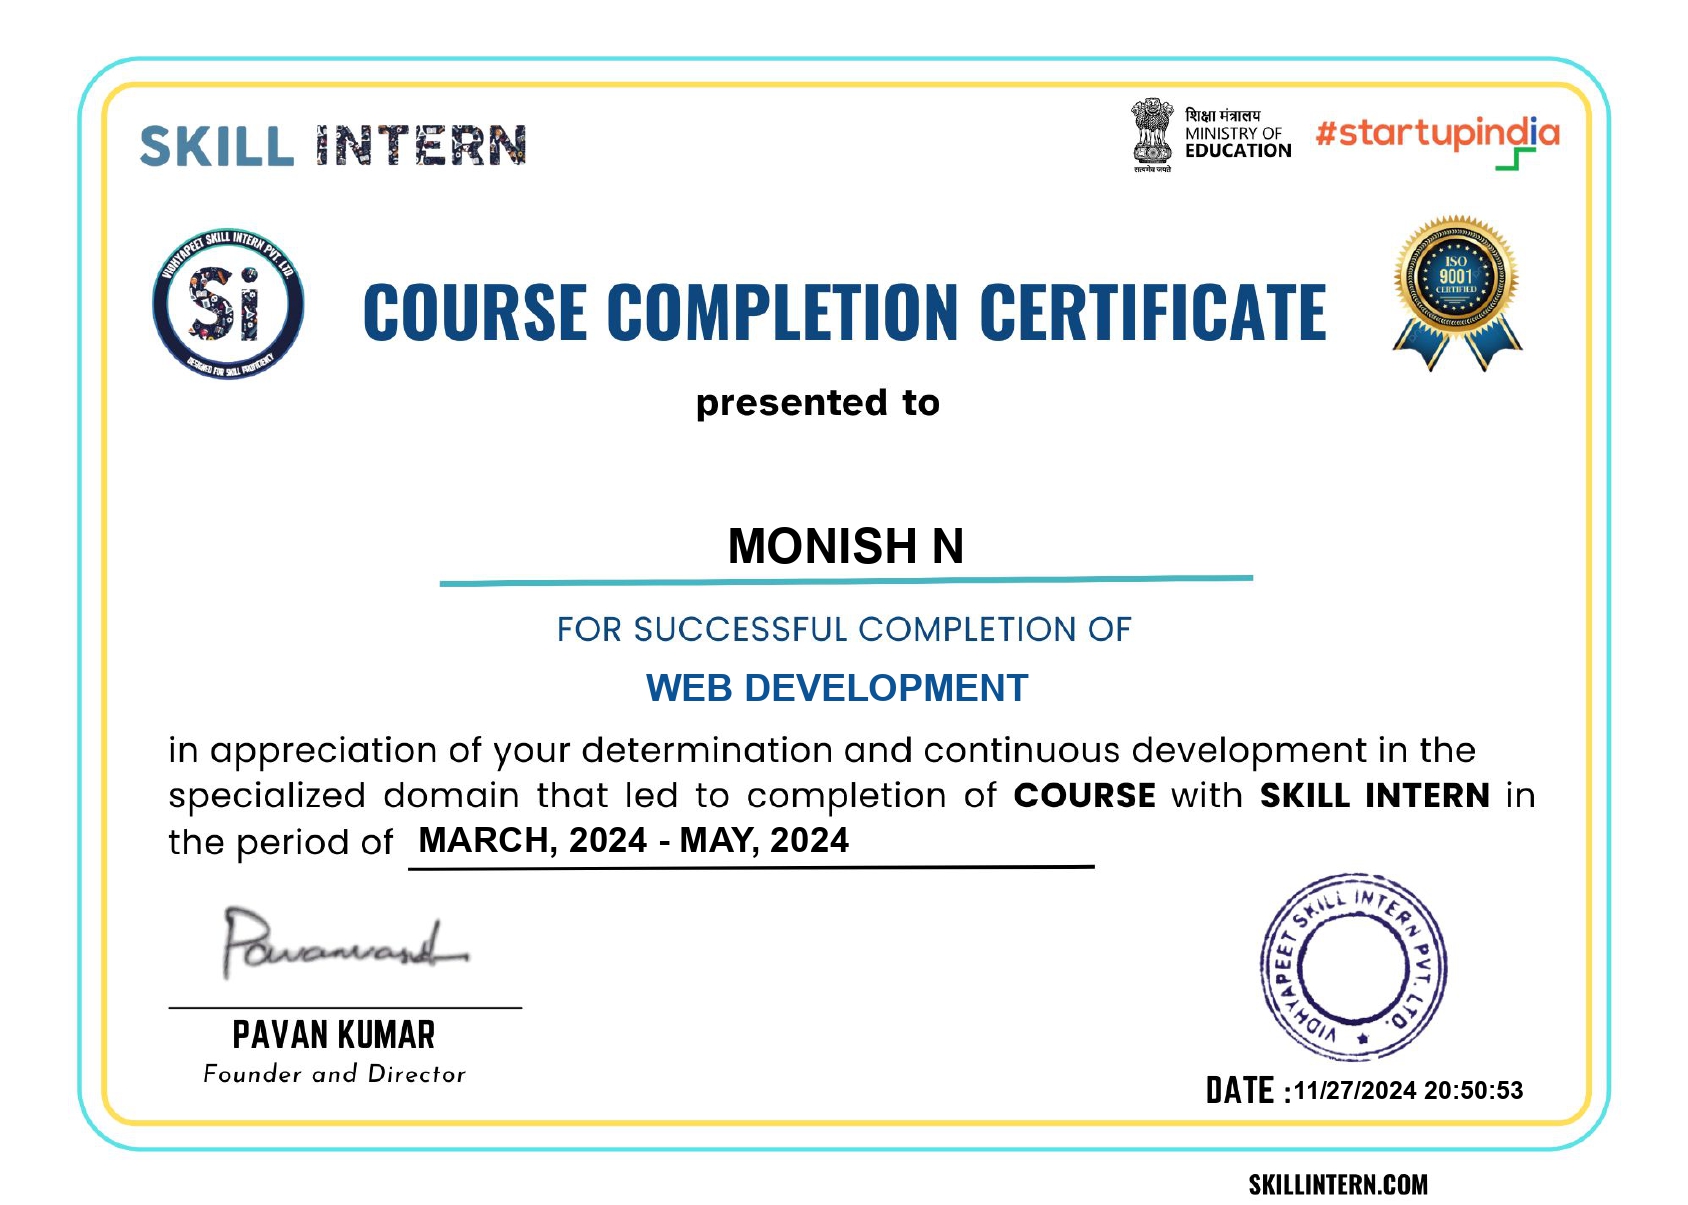 SKILL INTERN
शिक्षा मंत्रालय
MINISTRY OF
EDUCATION
सत्यमेव जयते
#startupindia
VIDHYAPEET SKILL INTERN PVT. LTD.
Si
DESIGNED FOR SKILL PROFICIENCY
COURSE COMPLETION CERTIFICATE
ISO
9001
CERTIFIED
presented to
MONISH N
FOR SUCCESSFUL COMPLETION OF
WEB DEVELOPMENT
in appreciation of your determination and continuous development in the
specialized domain that led to completion of COURSE with SKILL INTERN in
the period of MARCH, 2024 - MAY, 2024
PAVAN KUMAR
Founder and Director
VIDHYAPEET SKILL INTERN PVT. LTD.
DATE :11/27/2024 20:50:53
SKILLINTERN.COM